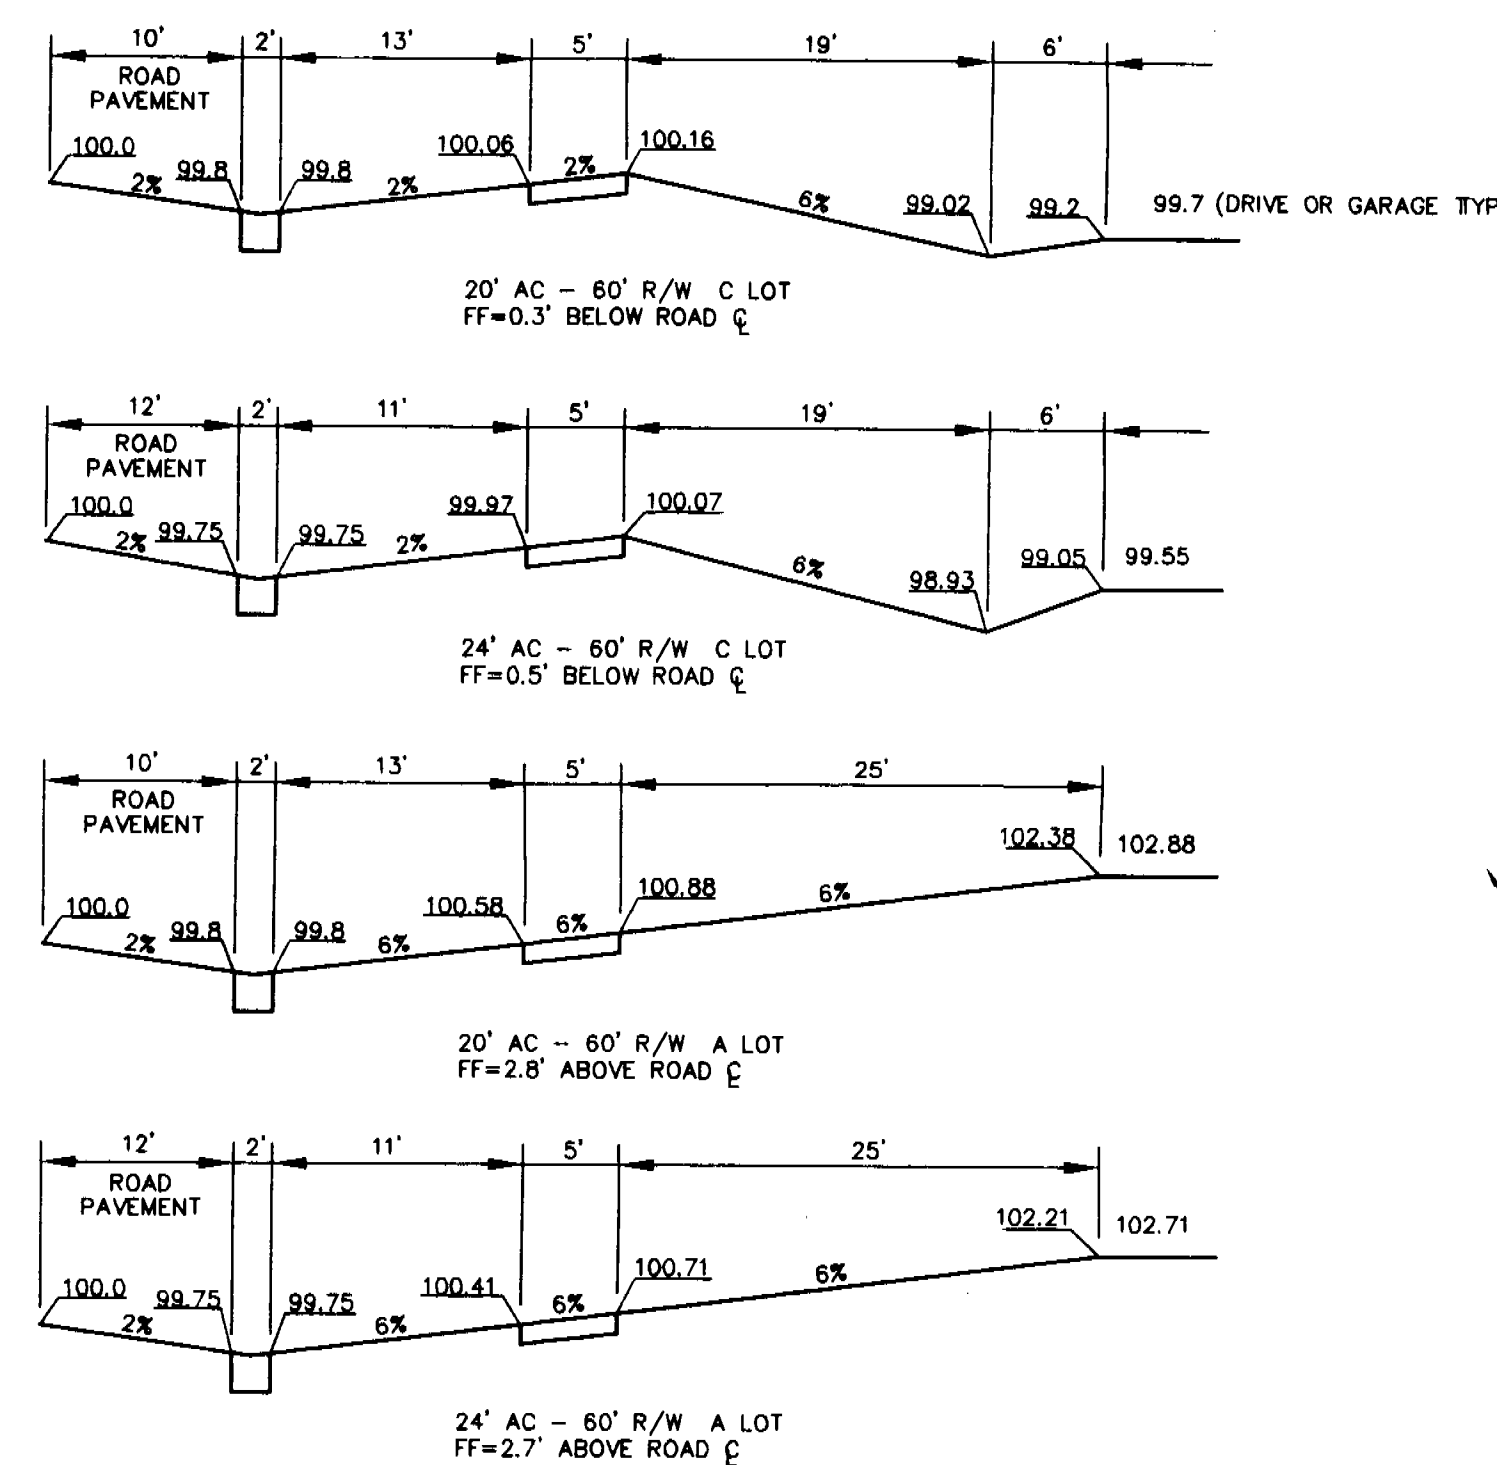 10' 2' 13' 5' 19' 6'
ROAD
PAVEMENT
100.0 99.8 99.8 100.06 100.16
2% 2% 2% 6% 99.02 99.2 99.7 (DRIVE OR GARAGE TYP
20' AC - 60' R/W C LOT
FF=0.3' BELOW ROAD ℄
12' 2' 11' 5' 19' 6'
ROAD
PAVEMENT
100.0 99.75 99.75 99.97 100.07
2% 2% 6% 98.93 99.05 99.55
24' AC - 60' R/W C LOT
FF=0.5' BELOW ROAD ℄
10' 2' 13' 5' 25'
ROAD
PAVEMENT
102.38 102.88
100.0 99.8 99.8 100.58 100.88
2% 6% 6% 6%
20' AC - 60' R/W A LOT
FF=2.8' ABOVE ROAD ℄
12' 2' 11' 5' 25'
ROAD
PAVEMENT
102.21 102.71
100.0 99.75 99.75 100.41 100.71
2% 6% 6% 6%
24' AC - 60' R/W A LOT
FF=2.7' ABOVE ROAD ℄